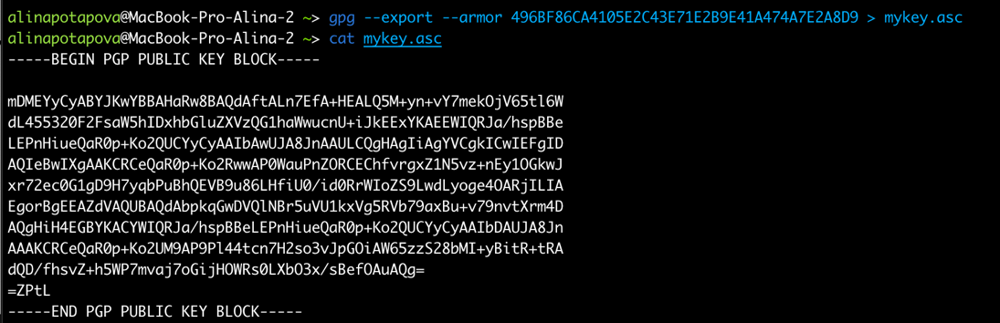 alinapotapova@MacBook-Pro-Alina-2 ~> gpg --export --armor 496BF86CA4105E2C43E71E2B9E41A474A7E2A8D9 > mykey.asc
alinapotapova@MacBook-Pro-Alina-2 ~> cat mykey.asc
-----BEGIN PGP PUBLIC KEY BLOCK-----

mDMEYyCyABYJKwYBBAHaRw8BAQdAftALn7EfA+HEALQ5M+yn+vY7mekOjV65tl6W
dL455320F2FsaW5hIDxhbGluZXVzQG1haWwucnU+iJkEExYKAEEWIQRJa/hspBBe
LEPnHiueQaR0p+Ko2QUCYyCyAAIbAwUJA8JnAAULCQgHAgIiAgYVCgkICwIEFgID
AQIeBwIXgAAKCRCeQaR0p+Ko2RwwAP0WauPnZORCEChfvrgxZ1N5vz+nEy1OGkwJ
xr72ec0G1gD9H7yqbPuBhQEVB9u86LHfiU0/id0RrWIoZS9LwdLyoge4OARjILIA
EgorBgEEAZdVAQUBAQdAbpkqGwDVQlNBr5uVU1kxVg5RVb79axBu+v79nvtXrm4D
AQgHiH4EGBYKACYWIQRJa/hspBBeLEPnHiueQaR0p+Ko2QUCYyCyAAIbDAUJA8Jn
AAAKCRCeQaR0p+Ko2UM9AP9Pl44tcn7H2so3vJpGOiAW65zzS28bMI+yBitR+tRA
dQD/fhsvZ+h5WP7mvaj7oGijHOWRs0LXbO3x/sBefOAuAQg=
=ZPtL
-----END PGP PUBLIC KEY BLOCK-----